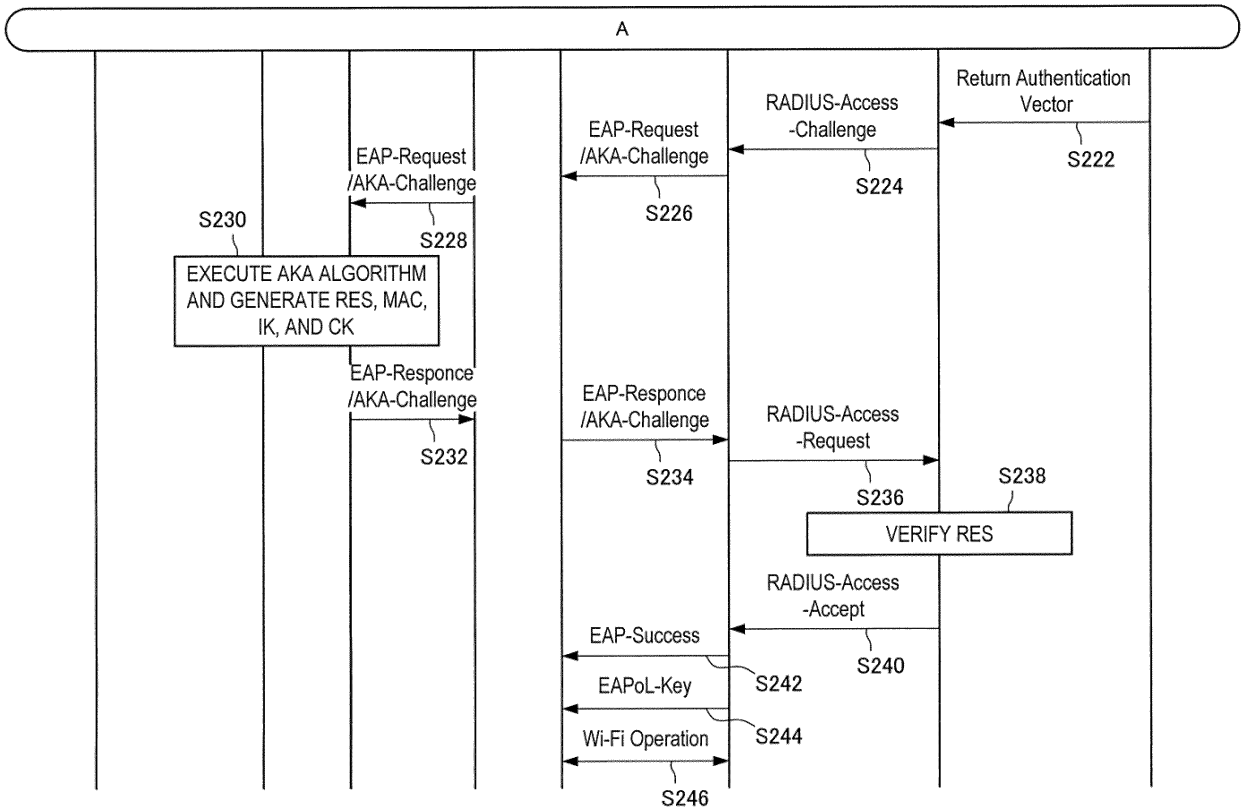 A
Return Authentication
Vector
S222
RADIUS-Access
-Challenge
S224
EAP-Request
/AKA-Challenge
S226
EAP-Request
/AKA-Challenge
S228
S230
EXECUTE AKA ALGORITHM
AND GENERATE RES, MAC,
IK, AND CK
EAP-Responce
/AKA-Challenge
S232
EAP-Responce
/AKA-Challenge
S234
RADIUS-Access
-Request
S236
S238
VERIFY RES
RADIUS-Access
-Accept
S240
EAP-Success
S242
EAPoL-Key
S244
Wi-Fi Operation
S246